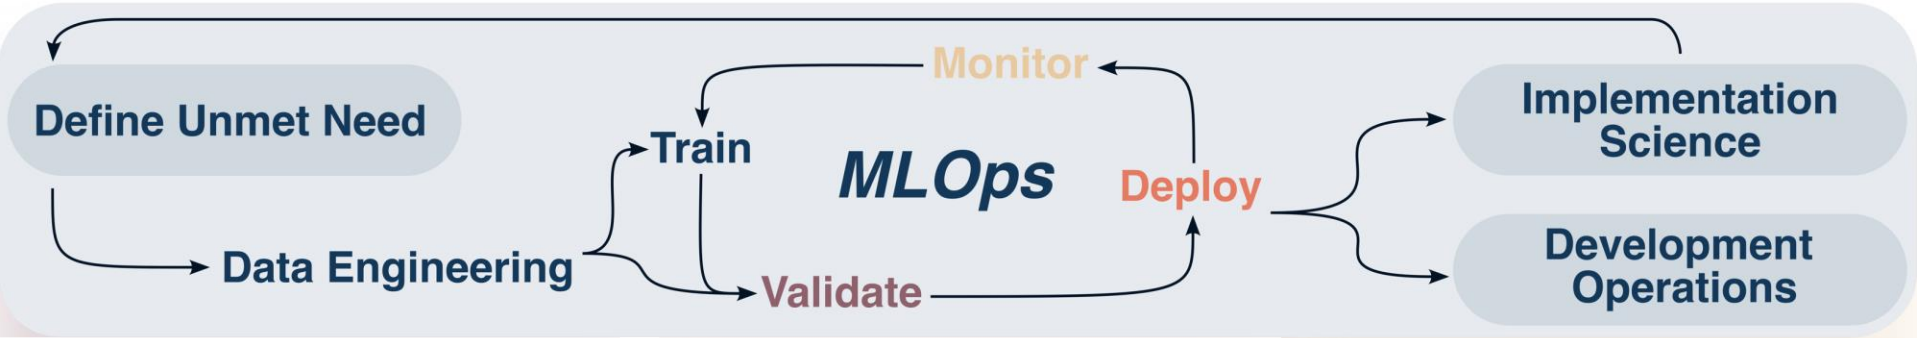 Define Unmet Need
Data Engineering
Train
Validate
MLOps
Monitor
Deploy
Implementation
Science
Development
Operations